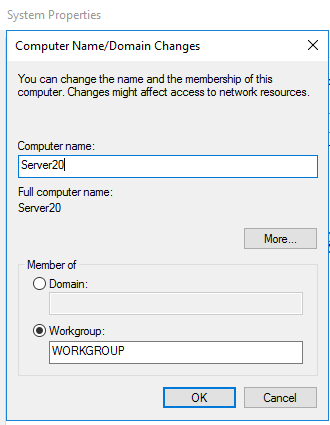 System Properties
Computer Name/Domain Changes
You can change the name and the membership of this
computer. Changes might affect access to network resources.
Computer name:
Server20
Full computer name:
Server20
More...
Member of
Domain:
Workgroup:
WORKGROUP
OK
Cancel